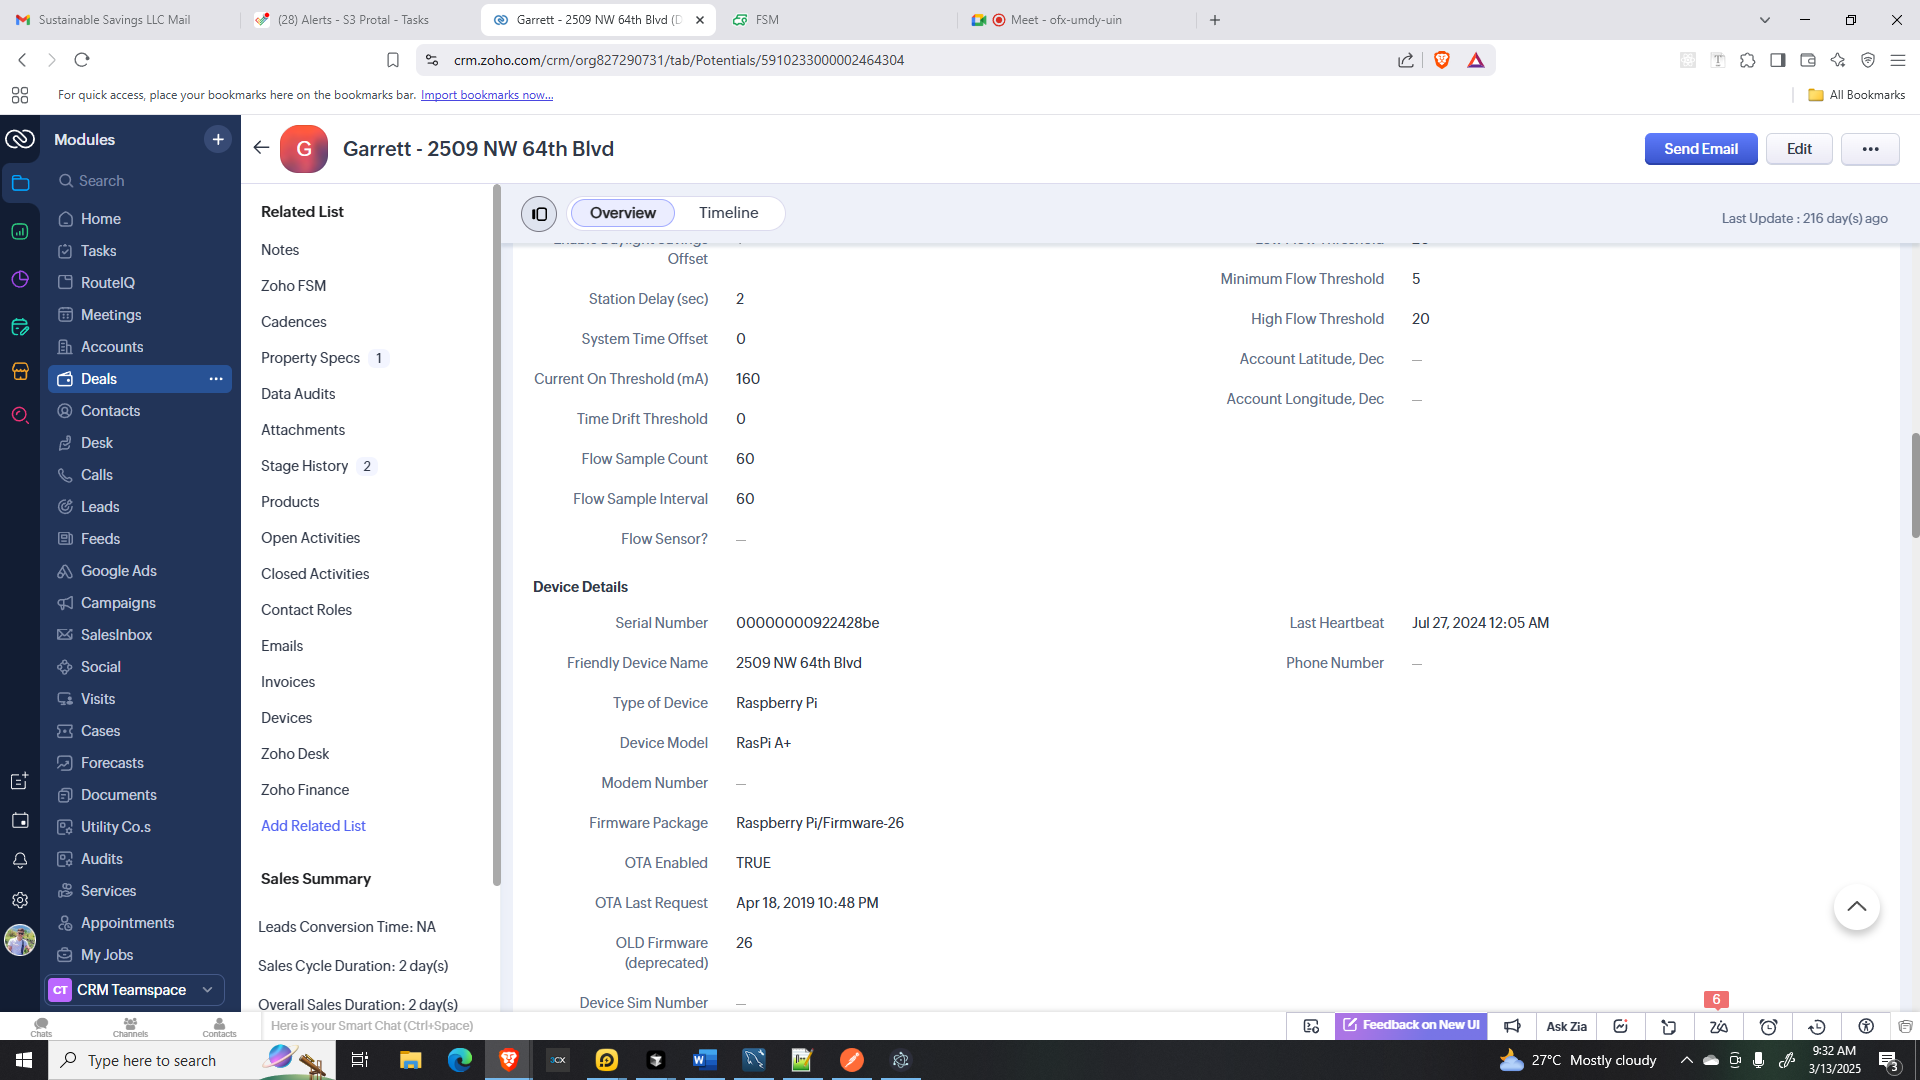 Sustainable Savings LLC Mail
(28) Alerts - S3 Protal - Tasks
Garrett - 2509 NW 64th Blvd (D
FSM
Meet - ofx-umdy-uin
crm.zoho.com/crm/org827290731/tab/Potentials/5910233000002464304
For quick access, place your bookmarks here on the bookmarks bar. Import bookmarks now...
All Bookmarks
Modules
Search
Home
Tasks
RouteIQ
Meetings
Accounts
Deals
Contacts
Desk
Calls
Leads
Feeds
Google Ads
Campaigns
SalesInbox
Social
Visits
Cases
Forecasts
Documents
Utility Co.s
Audits
Services
Appointments
My Jobs
CT CRM Teamspace
G
Garrett - 2509 NW 64th Blvd
Send Email
Edit
Related List
Notes
Zoho FSM
Cadences
Property Specs 1
Data Audits
Attachments
Stage History 2
Products
Open Activities
Closed Activities
Contact Roles
Emails
Invoices
Devices
Zoho Desk
Zoho Finance
Add Related List
Sales Summary
Leads Conversion Time: NA
Sales Cycle Duration: 2 day(s)
Overall Sales Duration: 2 day(s)
Overview
Timeline
Last Update : 216 day(s) ago
Offset
Station Delay (sec) 2
System Time Offset 0
Current On Threshold (mA) 160
Time Drift Threshold 0
Flow Sample Count 60
Flow Sample Interval 60
Flow Sensor? —
Minimum Flow Threshold 5
High Flow Threshold 20
Account Latitude, Dec —
Account Longitude, Dec —
Device Details
Serial Number 00000000922428be
Friendly Device Name 2509 NW 64th Blvd
Type of Device Raspberry Pi
Device Model RasPi A+
Modem Number —
Firmware Package Raspberry Pi/Firmware-26
OTA Enabled TRUE
OTA Last Request Apr 18, 2019 10:48 PM
OLD Firmware 26
(deprecated)
Device Sim Number —
Last Heartbeat Jul 27, 2024 12:05 AM
Phone Number —
6
Chats
Channels
Contacts
Here is your Smart Chat (Ctrl+Space)
Feedback on New UI
Ask Zia
Type here to search
27°C Mostly cloudy
9:32 AM
3/13/2025
3